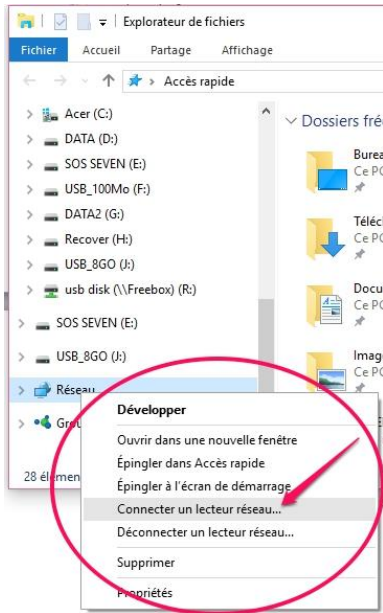 Explorateur de fichiers
Fichier Accueil Partage Affichage
Accès rapide
Acer (C:)
DATA (D:)
SOS SEVEN (E:)
USB_100Mo (F:)
DATA2 (G:)
Recover (H:)
USB_8GO (J:)
usb disk (\\Freebox) (R:)
SOS SEVEN (E:)
USB_8GO (J:)
Réseau
Grou
28 élémen
Dossiers fré
Burea
Ce PC
Téléch
Ce PC
Docu
Ce PC
Imag
Ce PC
Développer
Ouvrir dans une nouvelle fenêtre
Épingler dans Accès rapide
Épingler à l'écran de démarrage
Connecter un lecteur réseau...
Déconnecter un lecteur réseau...
Supprimer
Propriétés